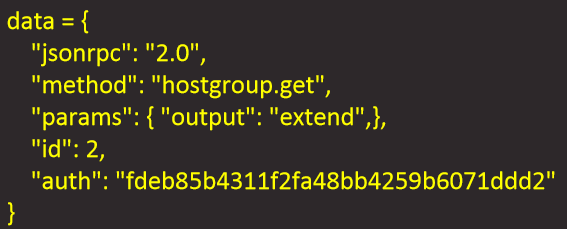 data = {
"jsonrpc": "2.0",
"method": "hostgroup.get",
"params": { "output": "extend",},
"id": 2,
"auth": "fdeb85b4311f2fa48bb4259b6071ddd2"
}